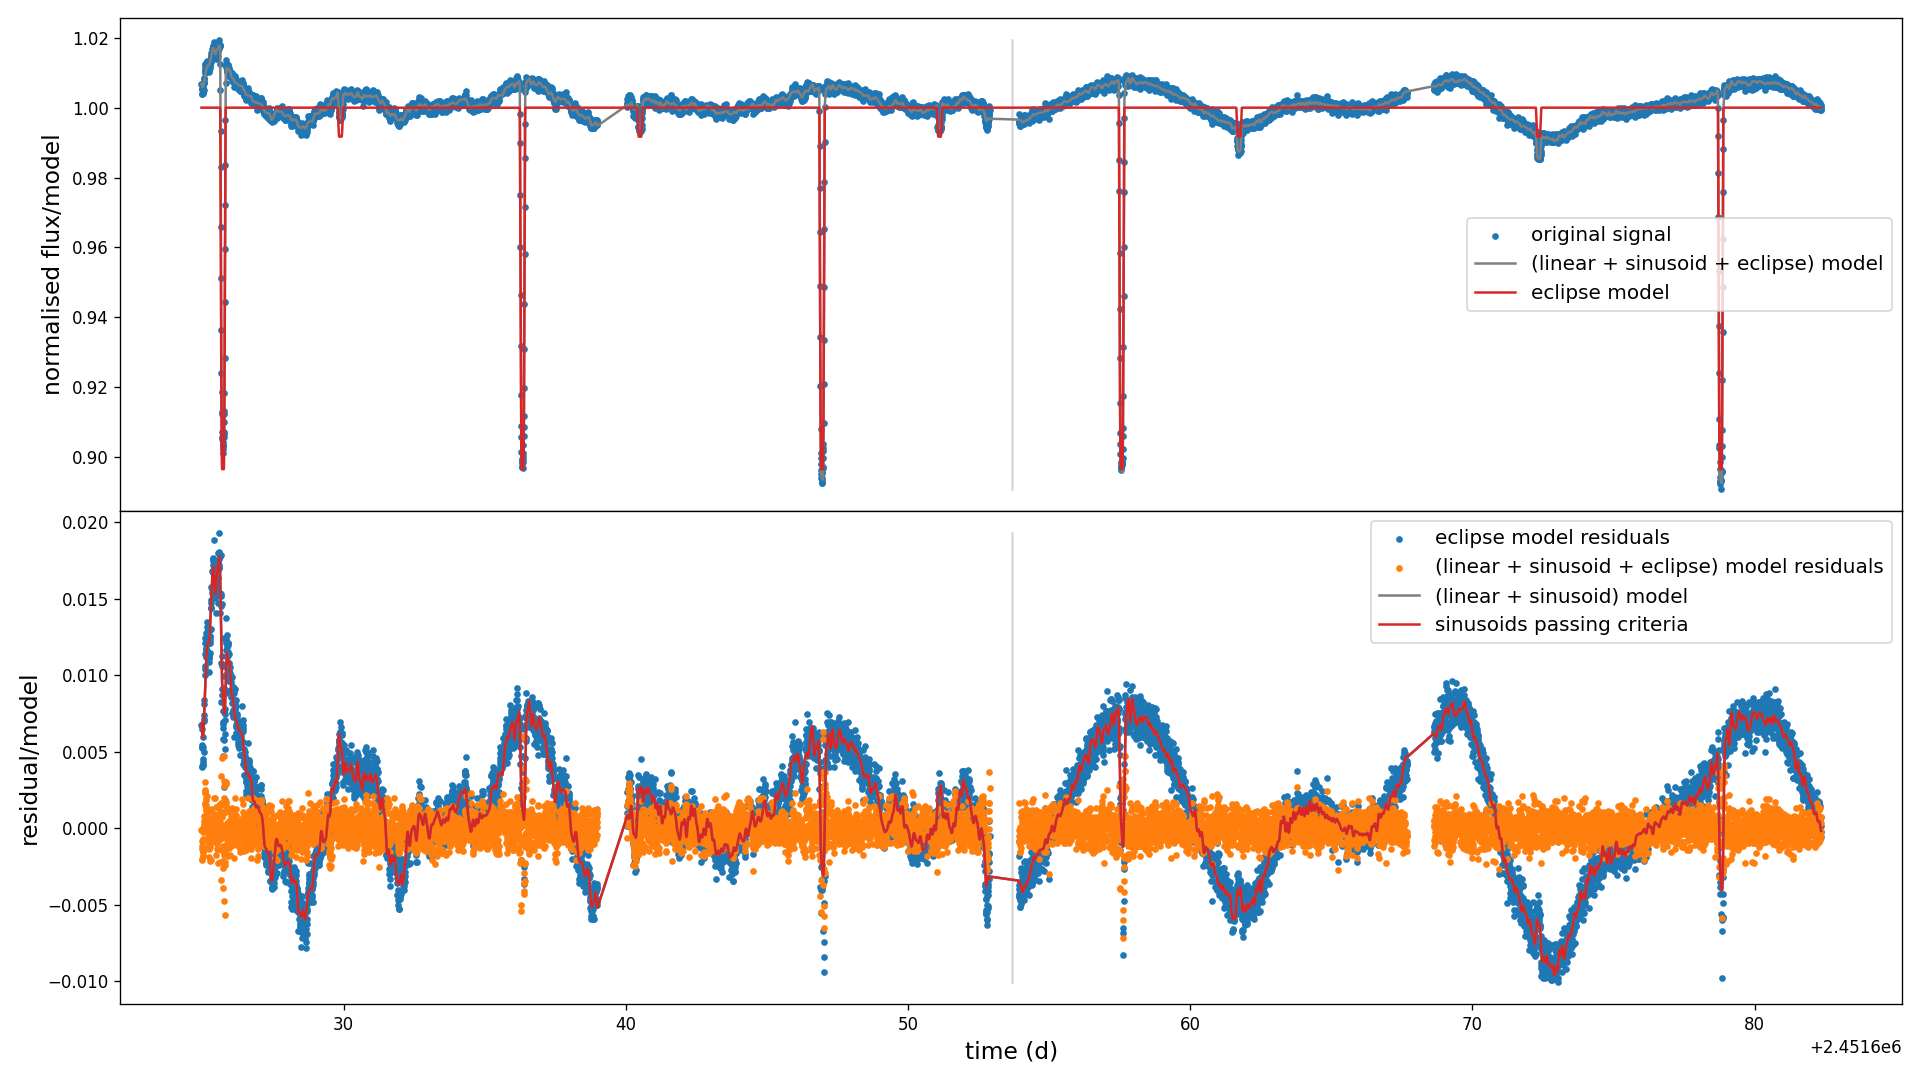 1.02
1.00
0.98
0.96
0.94
0.92
0.90
normalised flux/model
original signal
(linear + sinusoid + eclipse) model
eclipse model
0.020
0.015
0.010
0.005
0.000
−0.005
−0.010
residual/model
eclipse model residuals
(linear + sinusoid + eclipse) model residuals
(linear + sinusoid) model
sinusoids passing criteria
30
40
50
60
70
80
time (d)
+2.4516e6